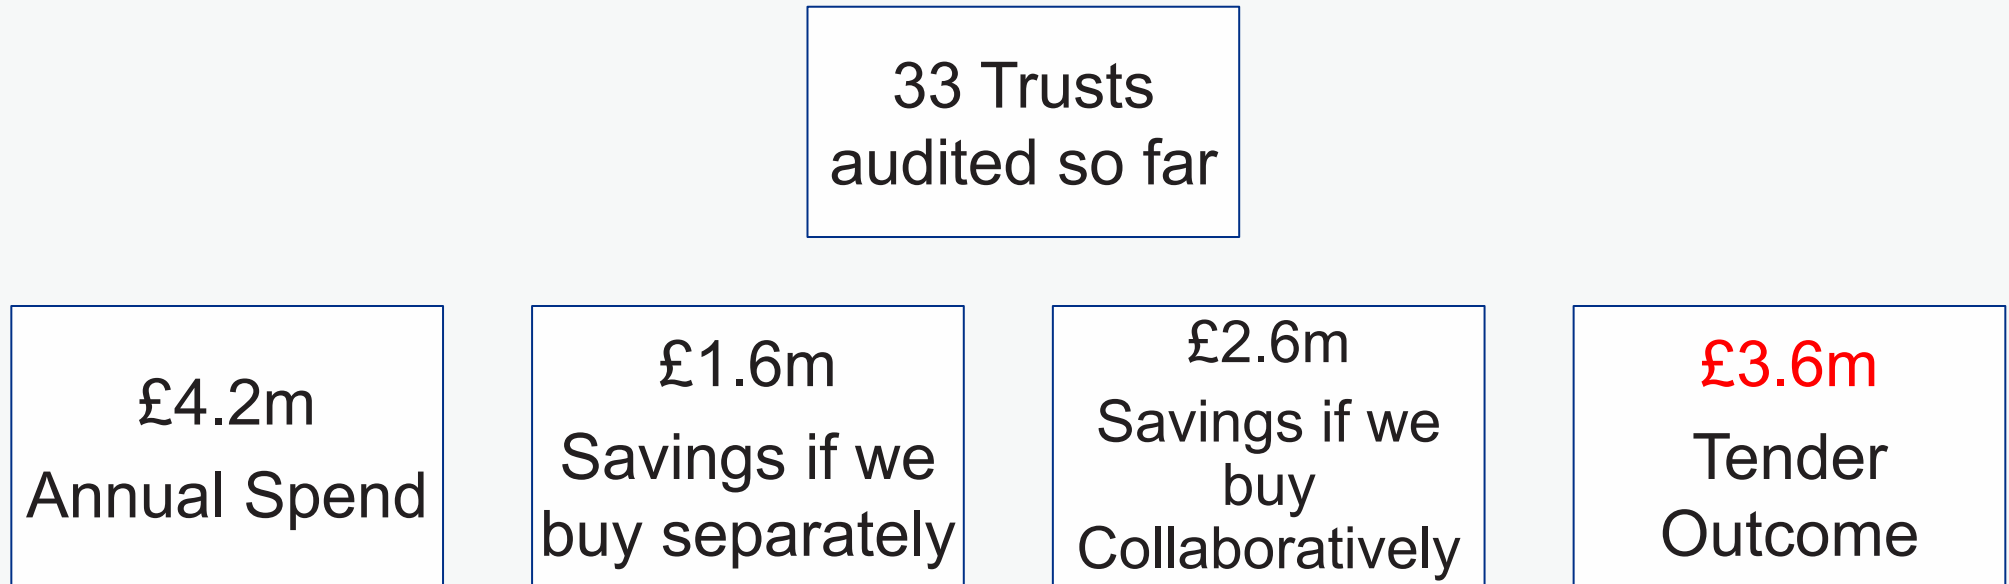 33 Trusts
audited so far
£4.2m
Annual Spend
£1.6m
Savings if we
buy separately
£2.6m
Savings if we
buy
Collaboratively
£3.6m
Tender
Outcome